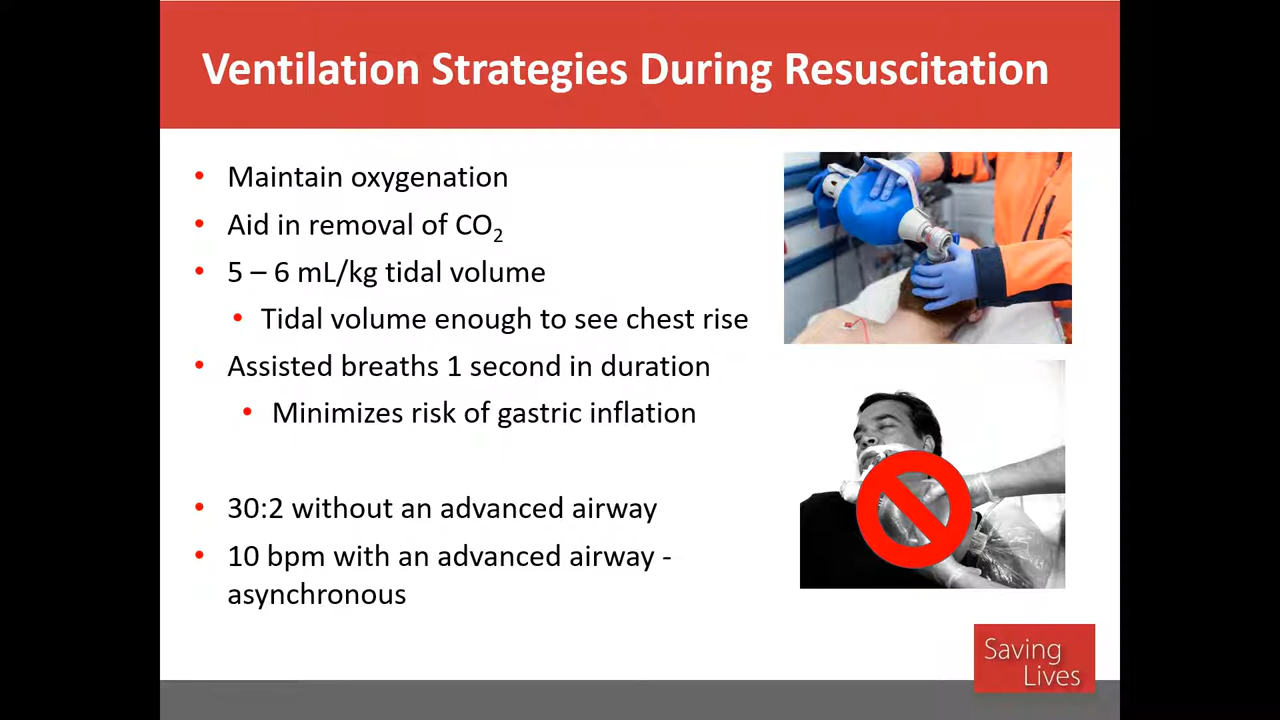 Ventilation Strategies During Resuscitation
• Maintain oxygenation
• Aid in removal of CO₂
• 5 – 6 mL/kg tidal volume
• Tidal volume enough to see chest rise
• Assisted breaths 1 second in duration
• Minimizes risk of gastric inflation
• 30:2 without an advanced airway
• 10 bpm with an advanced airway -
asynchronous
Saving
Lives